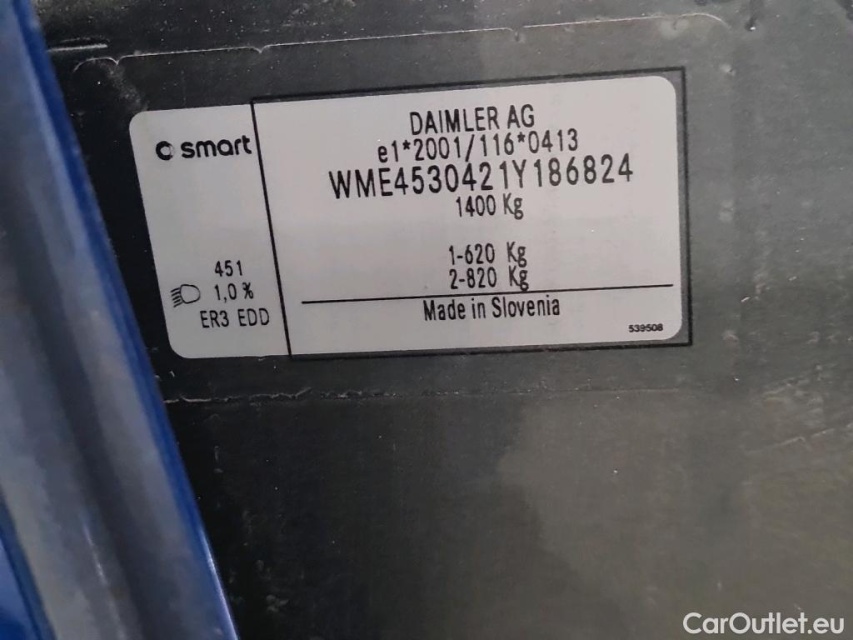 smart
451
1,0 %
ER3 EDD
DAIMLER AG
e1*2001/116*0413
WME4530421Y186824
1400 Kg
1-620 Kg
2-820 Kg
Made in Slovenia
539508
CarOutlet.eu